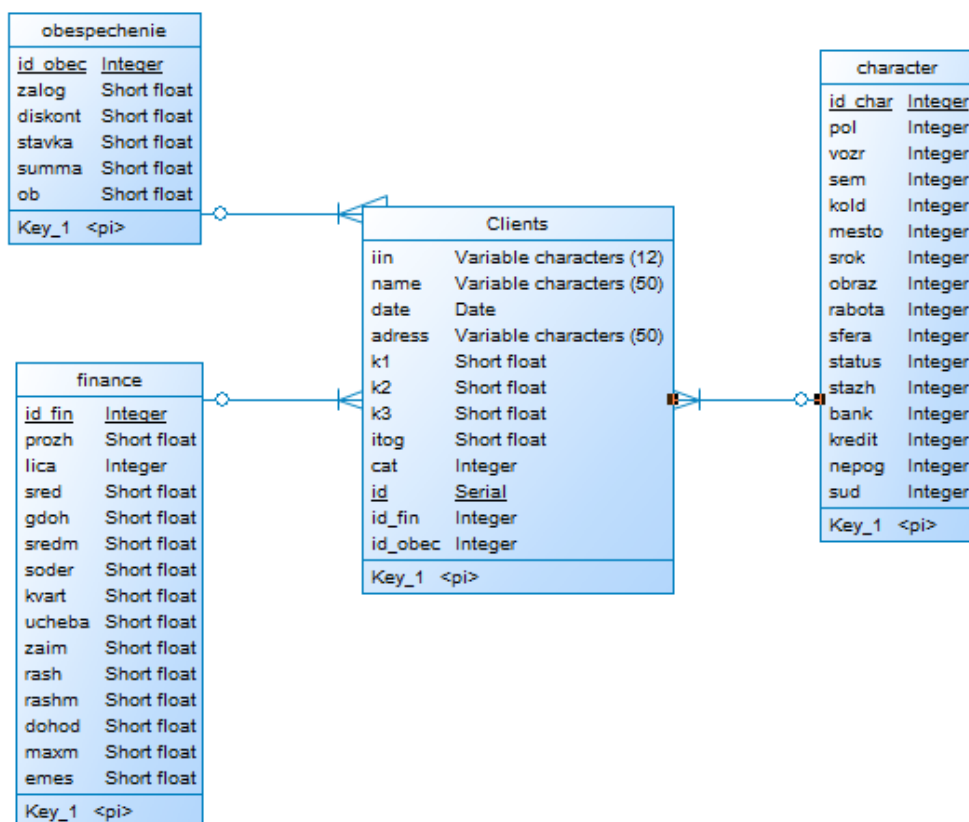 obespechenie
id_obec Integer
zalog Short float
diskont Short float
stavka Short float
summa Short float
ob Short float
Key_1 <pi>
finance
id_fin Integer
prozh Short float
lica Integer
sred Short float
gdoh Short float
sredm Short float
soder Short float
kvart Short float
ucheba Short float
zaim Short float
rash Short float
rashm Short float
dohod Short float
maxm Short float
emes Short float
Key_1 <pi>
Clients
iin Variable characters (12)
name Variable characters (50)
date Date
adress Variable characters (50)
k1 Short float
k2 Short float
k3 Short float
itog Short float
cat Integer
id Serial
id_fin Integer
id_obec Integer
Key_1 <pi>
character
id_char Integer
pol Integer
vozr Integer
sem Integer
kold Integer
mesto Integer
srok Integer
obraz Integer
rabota Integer
sfera Integer
status Integer
stazh Integer
bank Integer
kredit Integer
nepog Integer
sud Integer
Key_1 <pi>